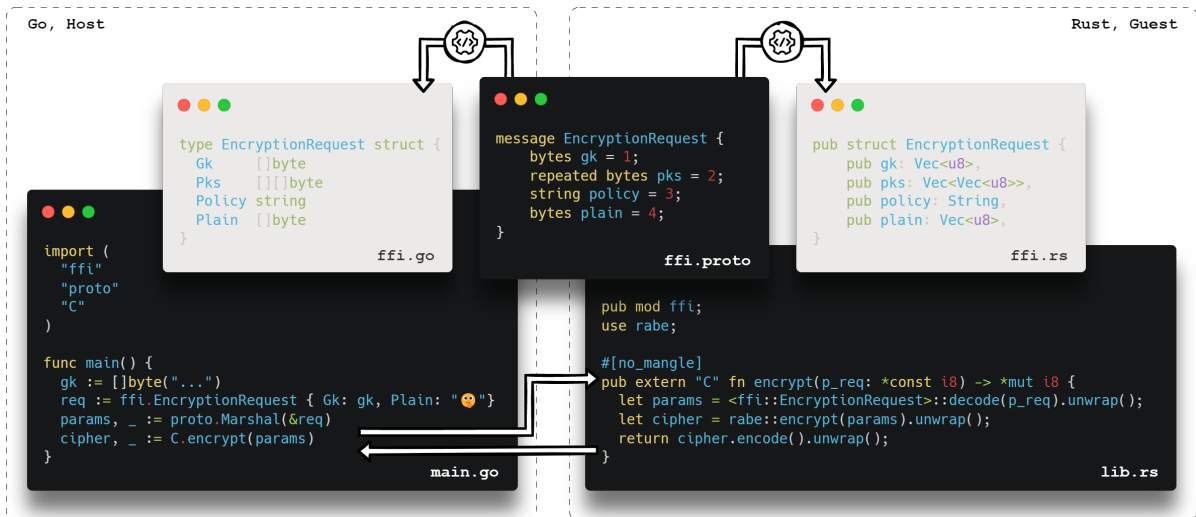 Go, Host
Rust, Guest
type EncryptionRequest struct {
  Gk     []byte
  Pks    [][]byte
  Policy string
  Plain  []byte
}
ffi.go
message EncryptionRequest {
    bytes gk = 1;
    repeated bytes pks = 2;
    string policy = 3;
    bytes plain = 4;
}
ffi.proto
pub struct EncryptionRequest {
    pub gk: Vec<u8>,
    pub pks: Vec<Vec<u8>>,
    pub policy: String,
    pub plain: Vec<u8>,
}
ffi.rs
import (
  "ffi"
  "proto"
  "C"
)
func main() {
  gk := []byte("...")
  req := ffi.EncryptionRequest { Gk: gk, Plain: "🤫"}
  params, _ := proto.Marshal(&req)
  cipher, _ := C.encrypt(params)
}
main.go
pub mod ffi;
use rabe;
#[no_mangle]
pub extern "C" fn encrypt(p_req: *const i8) -> *mut i8 {
  let params = <ffi::EncryptionRequest>::decode(p_req).unwrap();
  let cipher = rabe::encrypt(params).unwrap();
  return cipher.encode().unwrap();
}
lib.rs